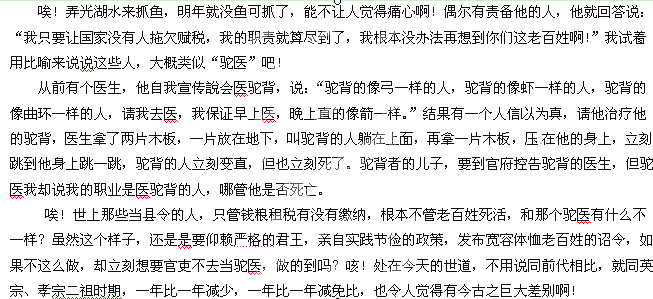 唉！弄光湖水来抓鱼，明年就没鱼可抓了，能不让人觉得痛心啊！偶尔有责备他的人，他就回答说：
“我只要让国家没有人拖欠赋税，我的职责就算尽到了，我根本没办法再想到你们这老百姓啊!”我试着
用比喻来说说这些人，大概类似“驼医”吧！
从前有个医生，他自我宣传說会医驼背，说：“驼背的像弓一样的人，驼背的像虾一样的人，驼背的
像曲环一样的人，请我去医，我保证早上医，晚上直的像箭一样。”结果有一个人信以为真，请他治疗他
的驼背，医生拿了两片木板，一片放在地下，叫驼背的人躺在上面，再拿一片木板，压在他的身上，立刻
跳到他身上跳一跳，驼背的人立刻变直，但也立刻死了。驼背者的儿子，要到官府控告驼背的医生，但驼
医我却说我的职业是医驼背的人，哪管他是否死亡。
唉！世上那些当县令的人，只管钱粮租税有没有缴纳，根本不管老百姓死活，和那个驼医有什么不
一样？虽然这个样子，还是是要仰赖严格的君王，亲自实践节俭的政策，发布宽容体恤老百姓的诏令，如
果不这么做，却立刻想要官吏不去当驼医，做的到吗？咳！处在今天的世道，不用说同前代相比，就同英
宗、孝宗二祖时期，一年比一年减少，一年比一年减免比，也令人觉得有今古之巨大差别啊！